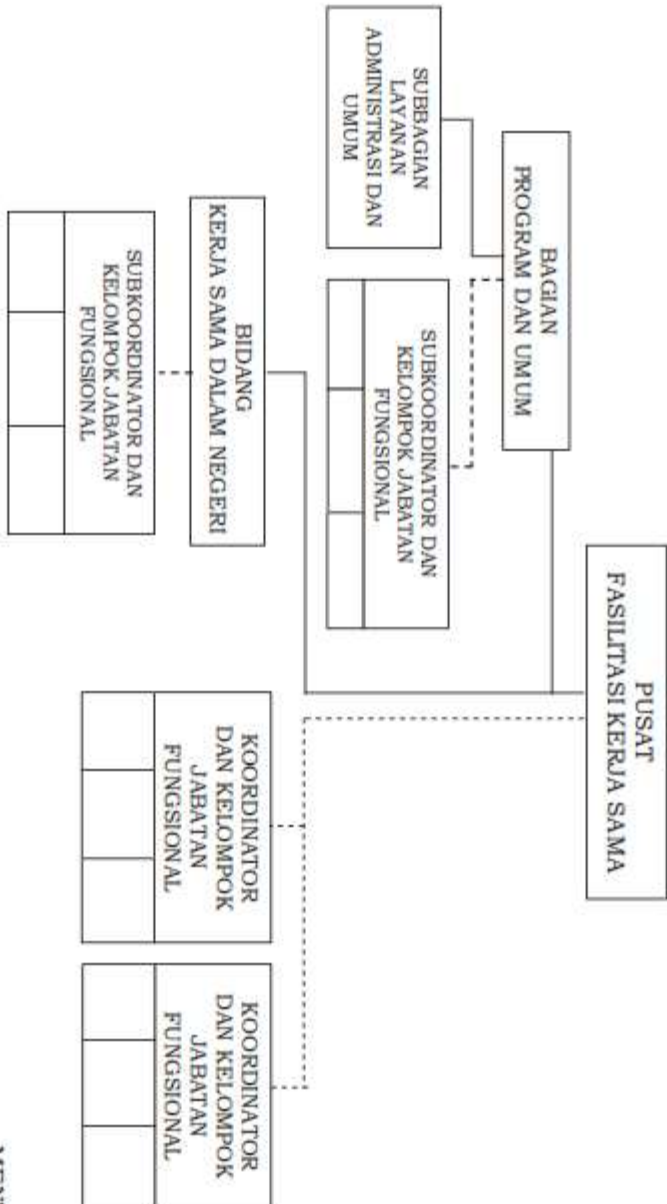 PUSAT
FASILITASI KERJA SAMA
BAGIAN
PROGRAM DAN UMUM
SUBBAGIAN
LAYANAN
ADMINISTRASI DAN
UMUM
SUBKOORDINATOR DAN
KELOMPOK JABATAN
FUNGSIONAL
BIDANG
KERJA SAMA DALAM NEGERI
SUBKOORDINATOR DAN
KELOMPOK JABATAN
FUNGSIONAL
KOORDINATOR
DAN KELOMPOK
JABATAN
FUNGSIONAL
KOORDINATOR
DAN KELOMPOK
JABATAN
FUNGSIONAL